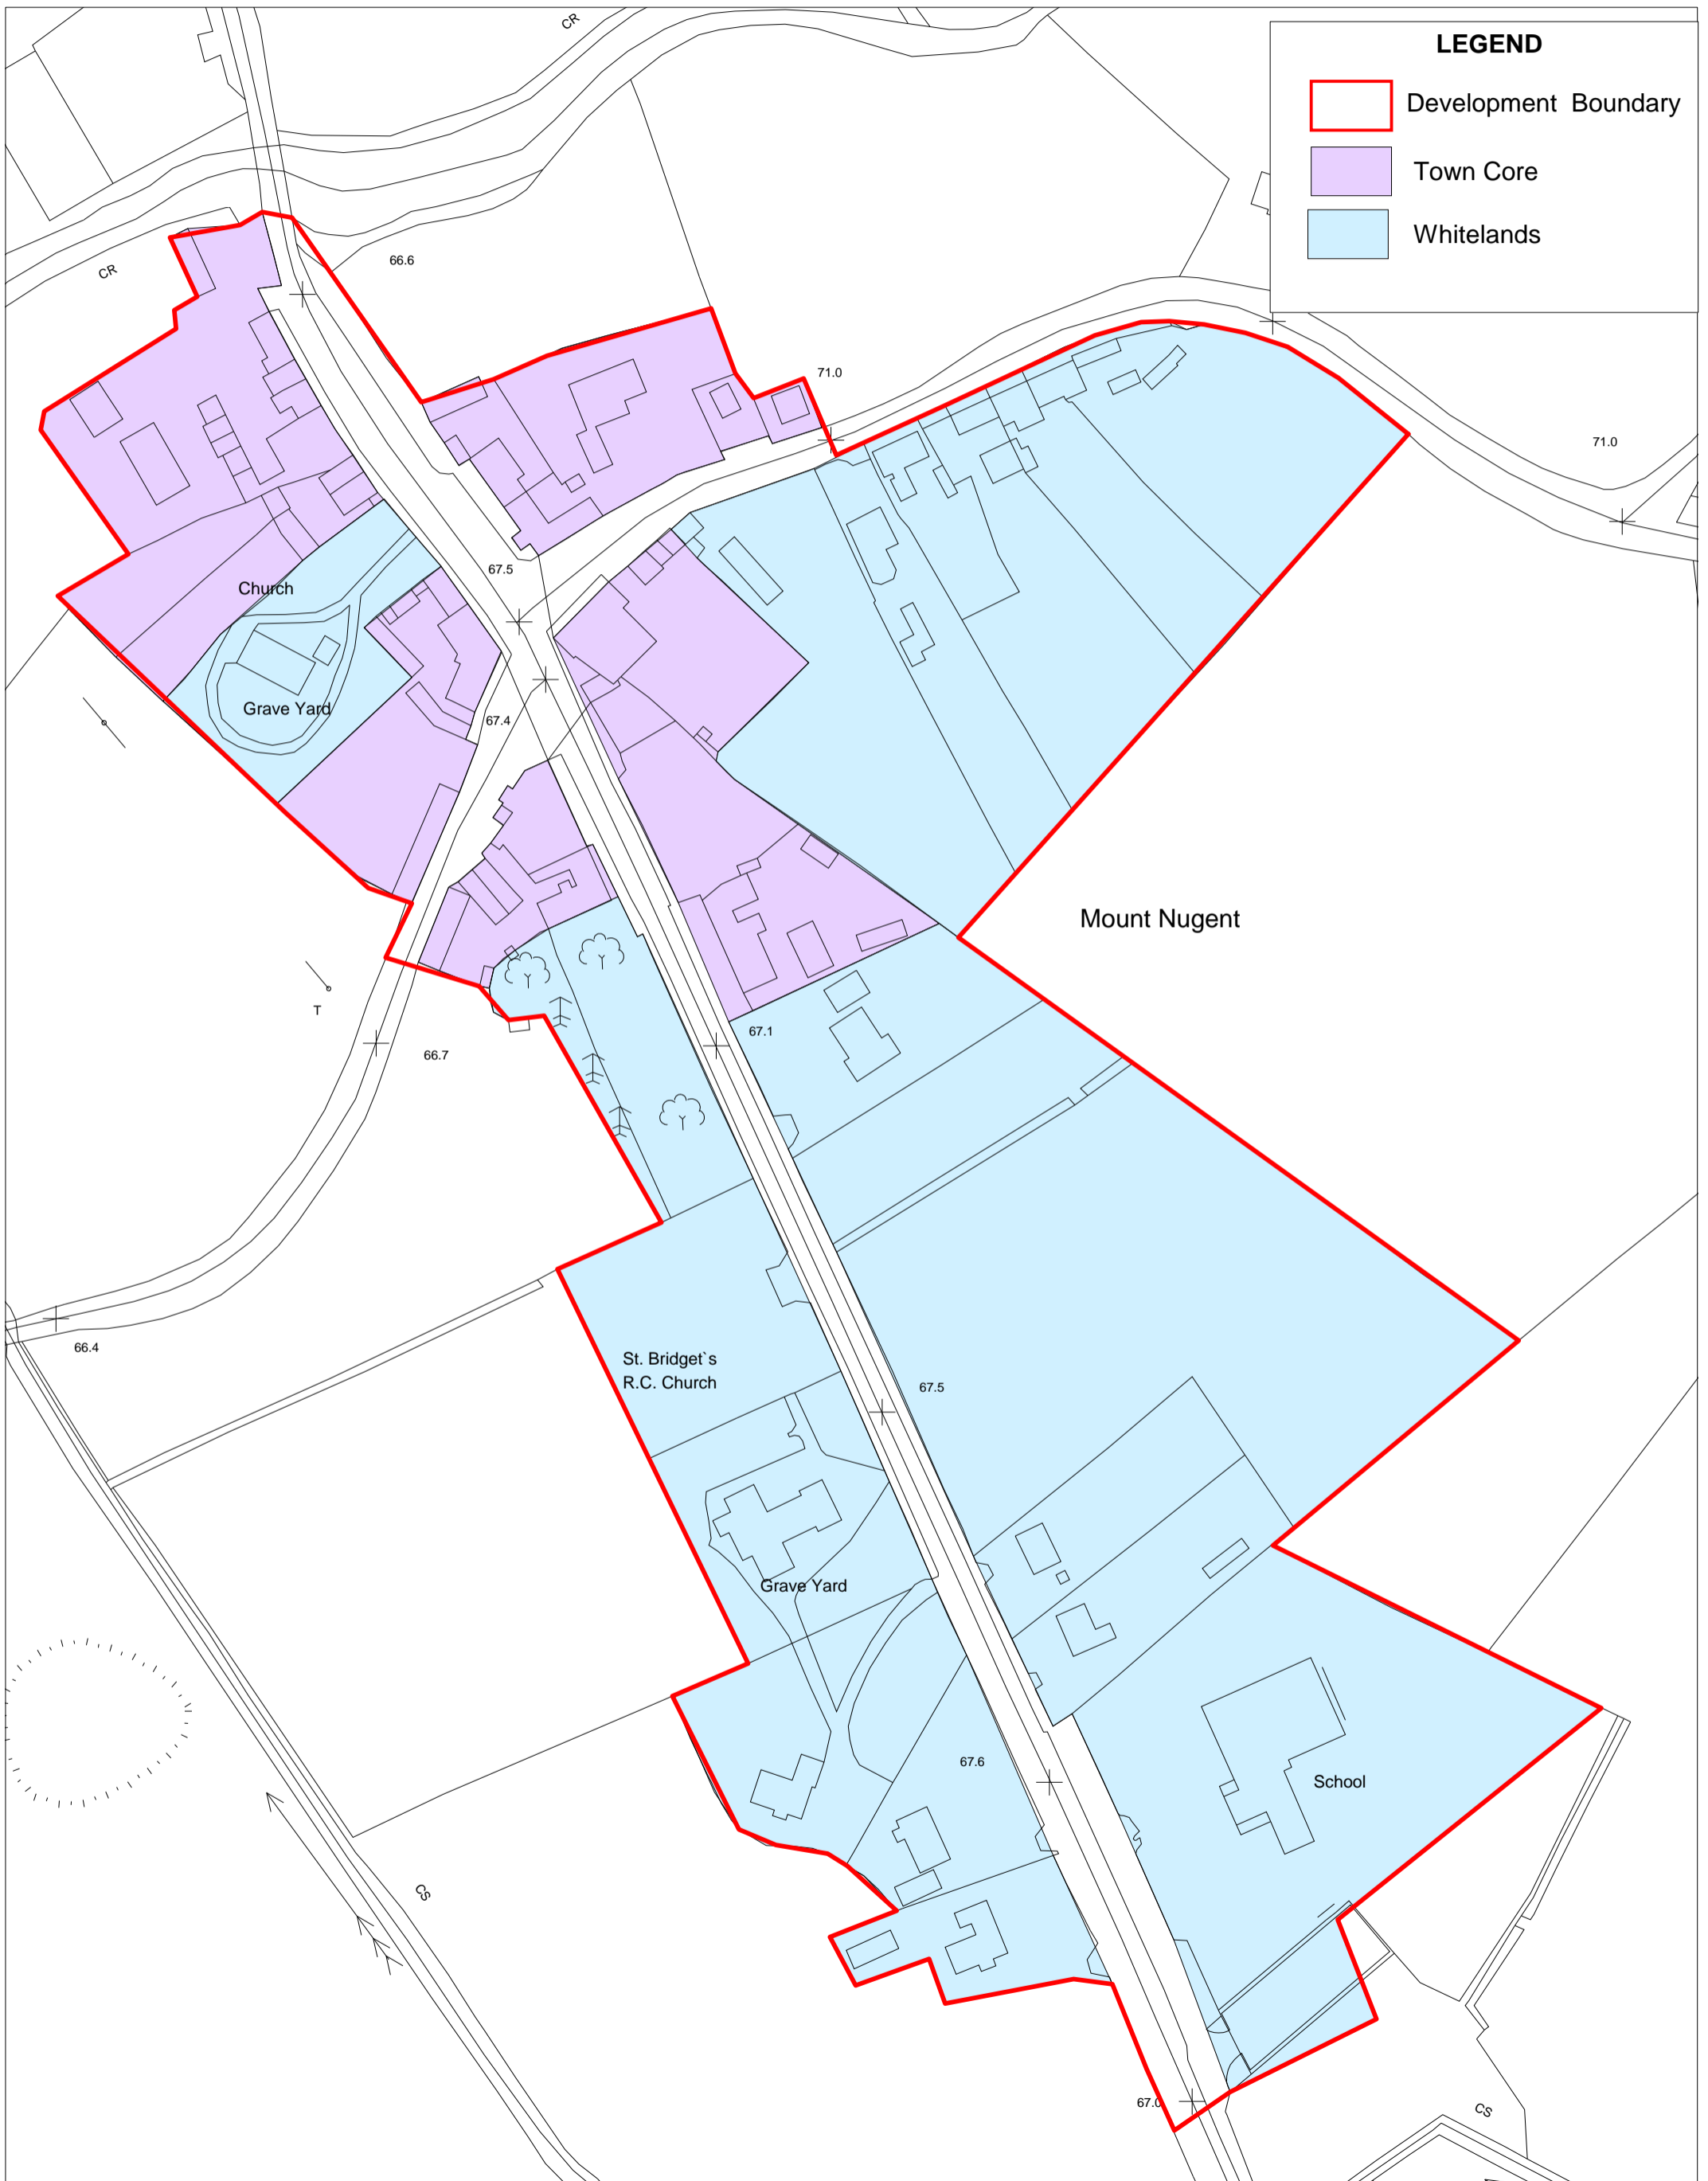 CR
LEGEND
Development Boundary
Town Core
Whitelands
CR
66.6
71.0
71.0
67.5
Church
Grave Yard
67.4
Mount Nugent
T
67.1
66.7
66.4
St. Bridget`s
R.C. Church
67.5
Grave Yard
67.6
School
CS
67.0
CS